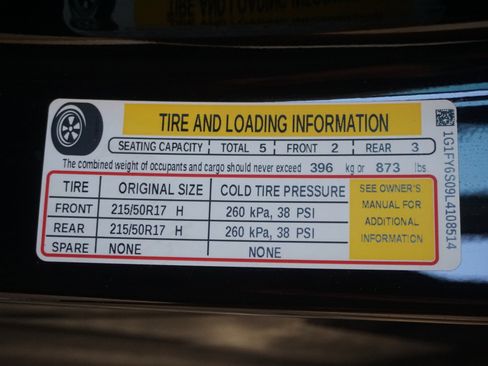 TIRE AND LOADING INFORMATION
SEATING CAPACITY TOTAL 5 FRONT 2 REAR 3
The combined weight of occupants and cargo should never exceed 396 kg or 873 lbs
TIRE ORIGINAL SIZE COLD TIRE PRESSURE
FRONT 215/50R17 H 260 kPa, 38 PSI
REAR 215/50R17 H 260 kPa, 38 PSI
SPARE NONE NONE
SEE OWNER'S
MANUAL FOR
ADDITIONAL
INFORMATION
1G1FY6S09L4108514